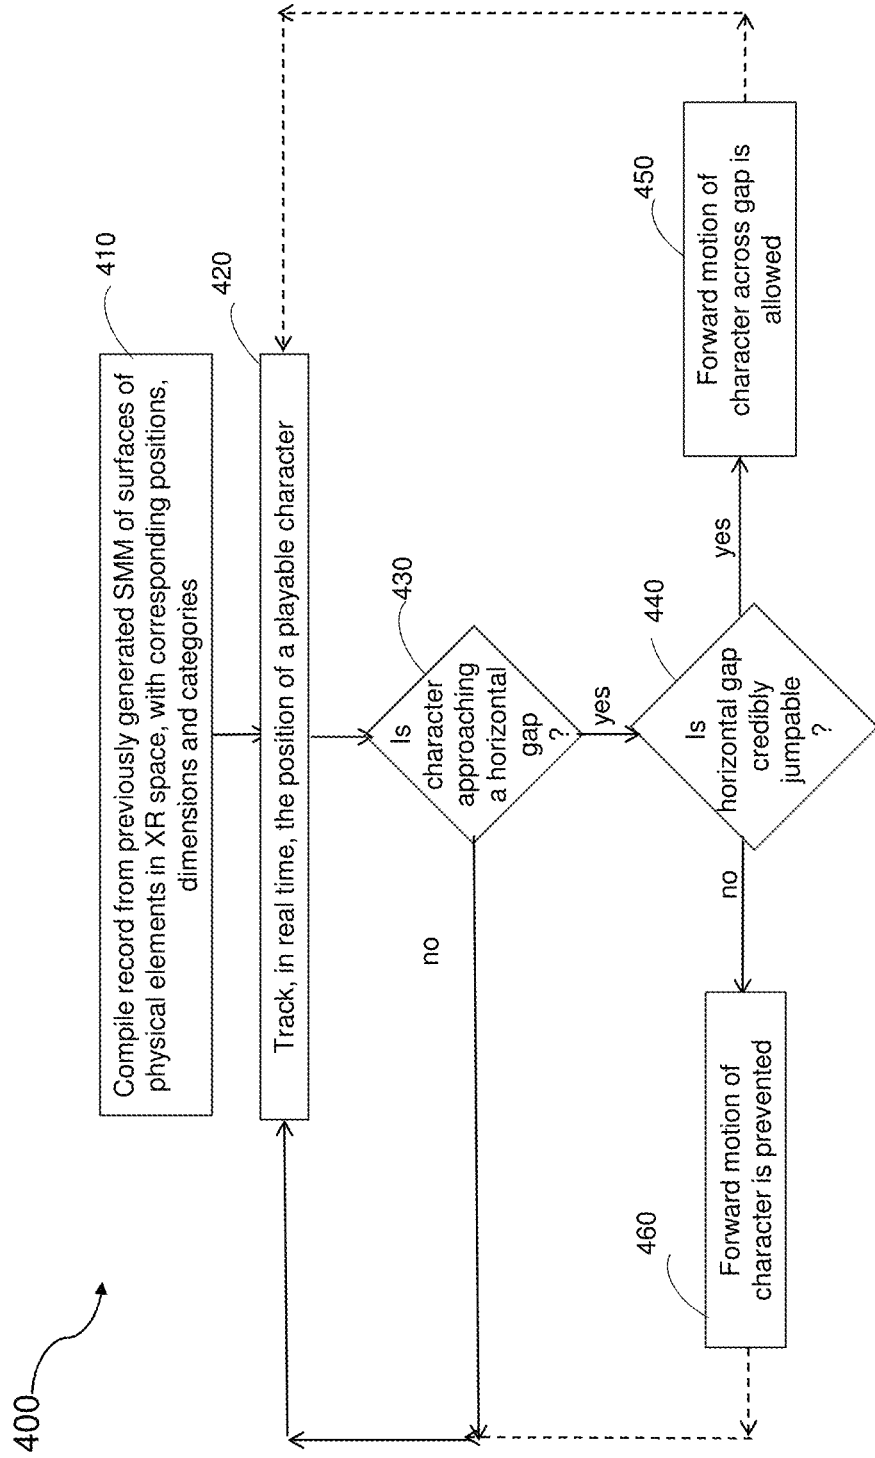 400
410
Compile record from previously generated SMM of surfaces of
physical elements in XR space, with corresponding positions,
dimensions and categories
420
Track, in real time, the position of a playable character
430
Is
character
approaching
a horizontal
gap
?
no
yes
440
Is
horizontal gap
credibly
jumpable
?
no
yes
460
Forward motion of
character is prevented
450
Forward motion of
character across gap is
allowed